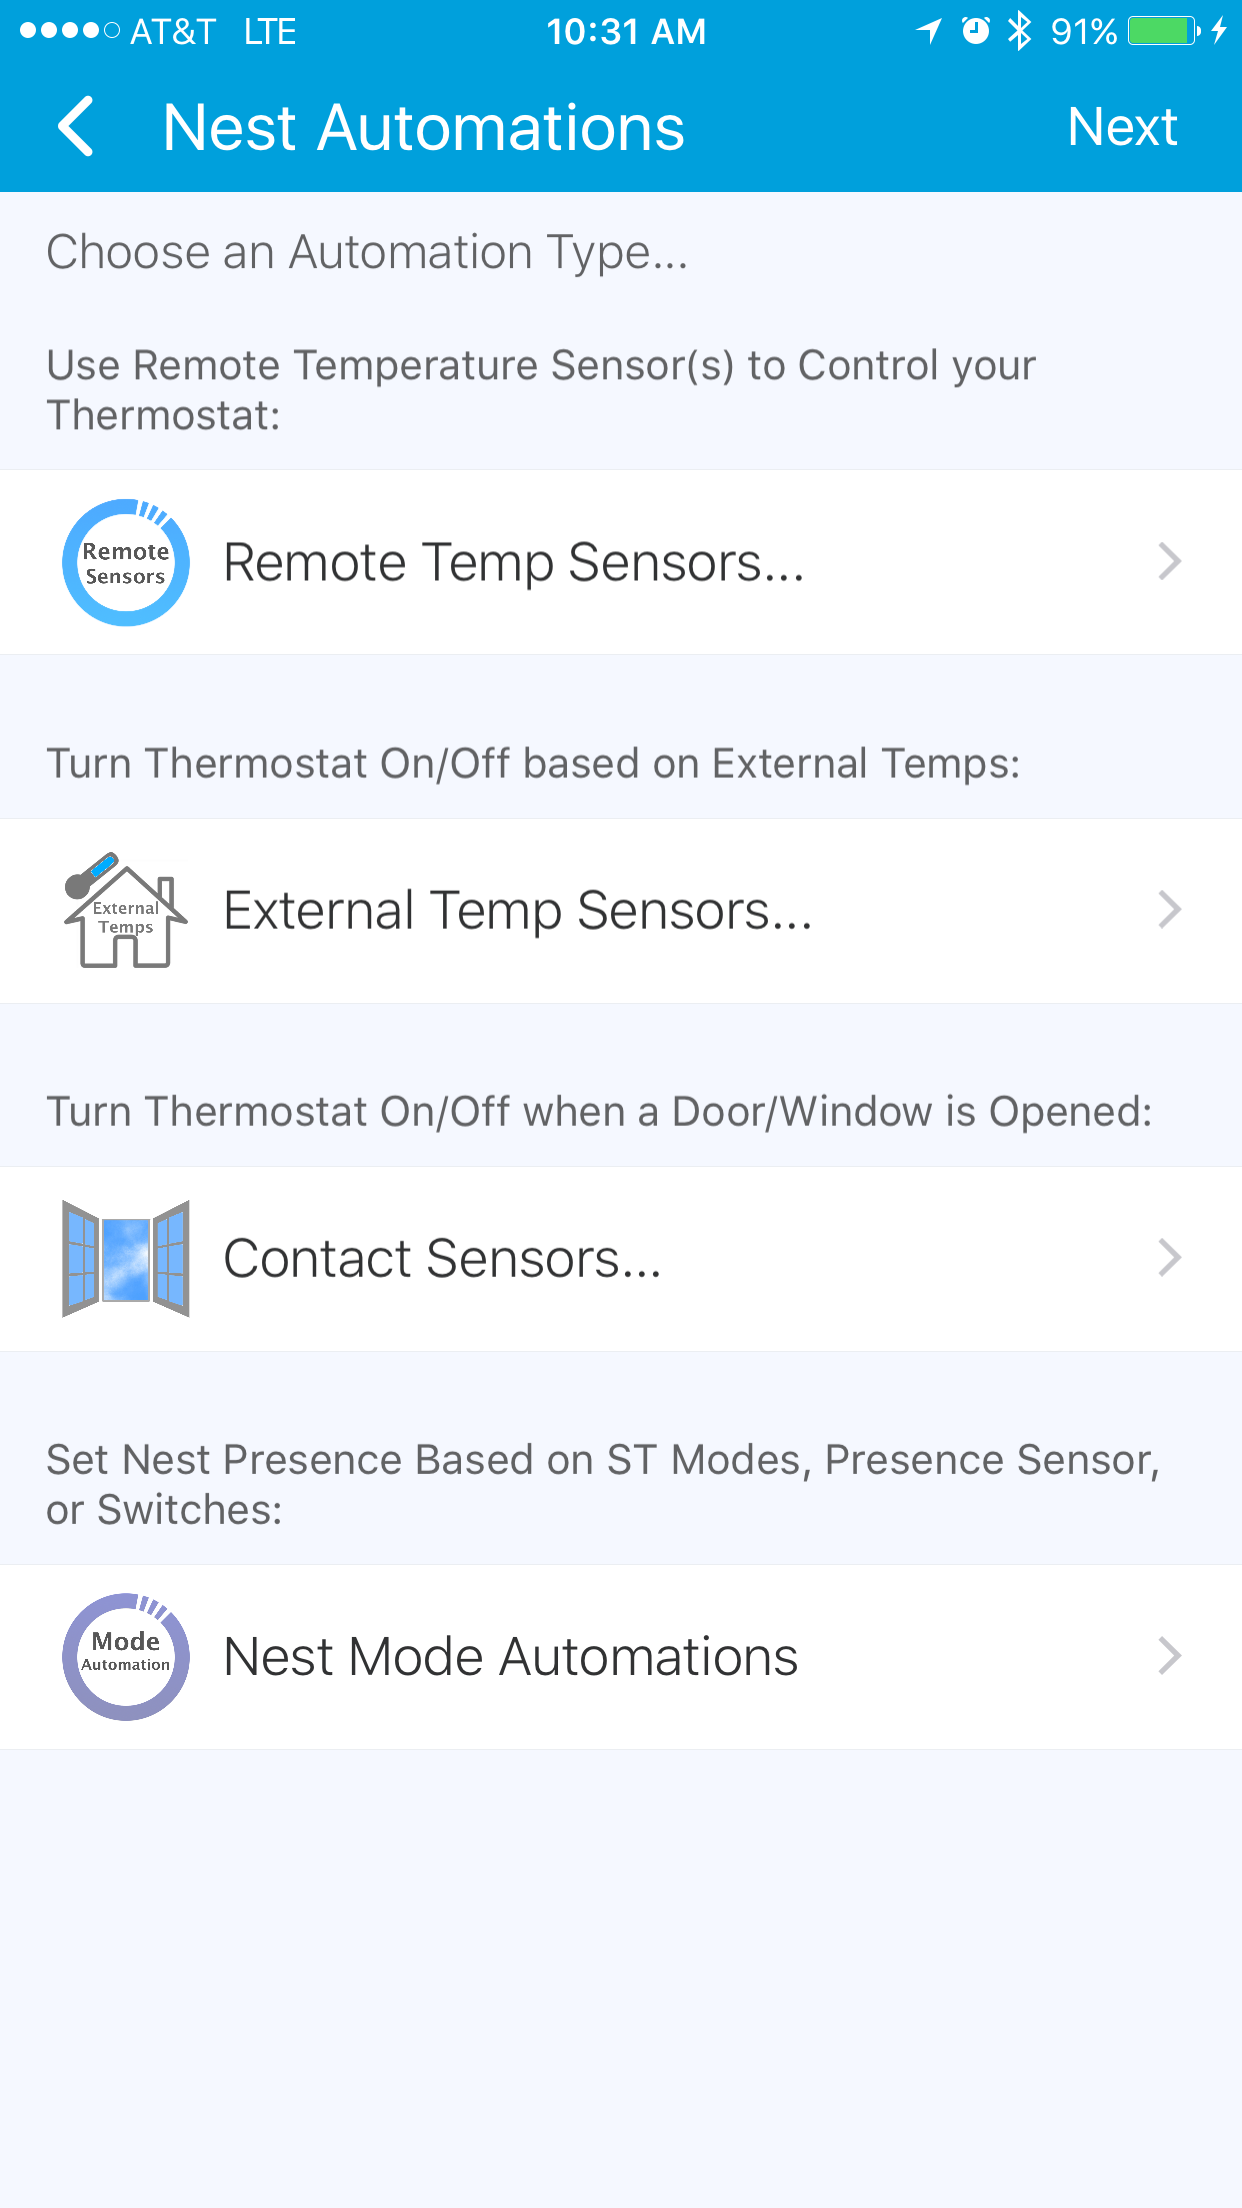 AT&T LTE 10:31 AM 91%
Nest Automations Next
Choose an Automation Type...
Use Remote Temperature Sensor(s) to Control your
Thermostat:
Remote
Sensors
Remote Temp Sensors...
Turn Thermostat On/Off based on External Temps:
External
Temps
External Temp Sensors...
Turn Thermostat On/Off when a Door/Window is Opened:
Contact Sensors...
Set Nest Presence Based on ST Modes, Presence Sensor,
or Switches:
Mode
Automation
Nest Mode Automations